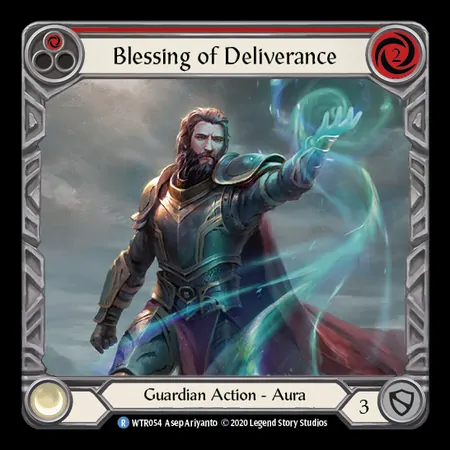 Blessing of Deliverance
2
Guardian Action - Aura
3
R WTR054 Asep Ariyanto © 2020 Legend Story Studios